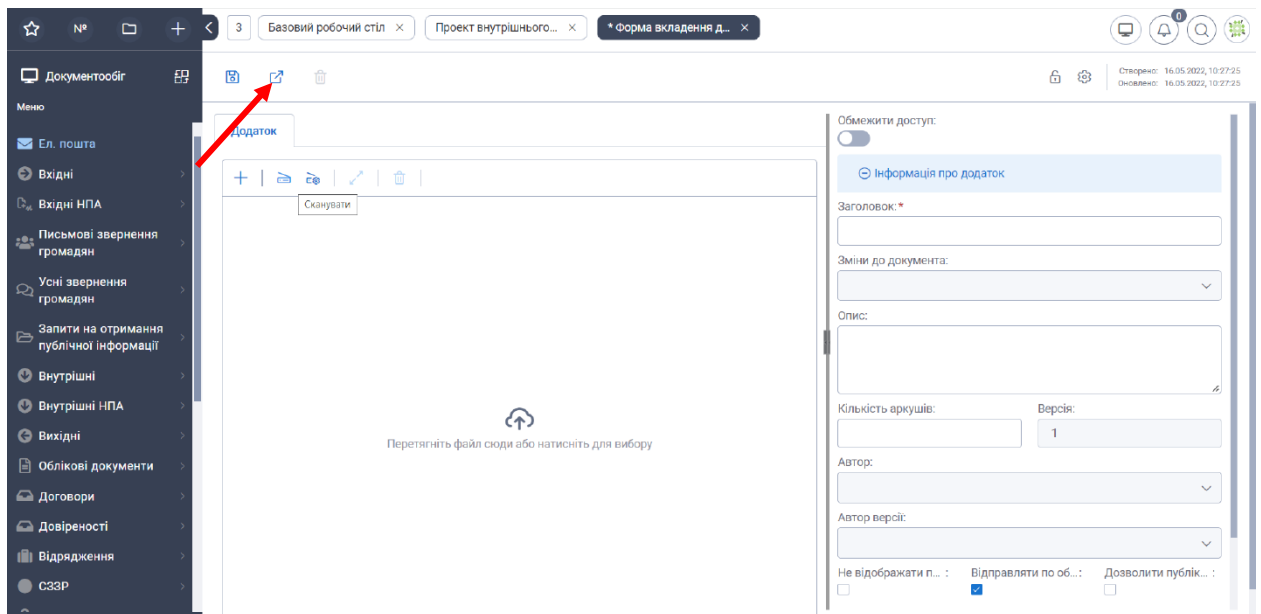 №
3
Базовий робочий стіл
Проект внутрішнього...
* Форма вкладення д...
0
Документообіг
Створено: 16.05.2022, 10:27:25
Оновлено: 16.05.2022, 10:27:25
Меню
Ел. пошта
Вхідні
Вхідні НПА
Письмові звернення
громадян
Усні звернення
громадян
Запити на отримання
публічної інформації
Внутрішні
Внутрішні НПА
Вихідні
Облікові документи
Договори
Довіреності
Відрядження
СЗЗР
Додаток
Сканувати
Перетягніть файл сюди або натисніть для вибору
Обмежити доступ:
Інформація про додаток
Заголовок:*
Зміни до документа:
Опис:
Кількість аркушів:
Версія:
1
Автор:
Автор версії:
Не відображати п... :
Відправляти по об...:
Дозволити публік... :